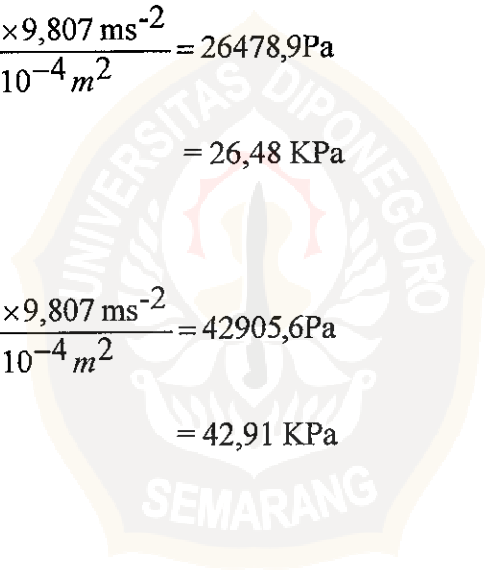 ×9,807 ms⁻² / 10⁻⁴ m² = 26478,9Pa
= 26,48 KPa
×9,807 ms⁻² / 10⁻⁴ m² = 42905,6Pa
= 42,91 KPa
UNIVERSITAS DIPONEGORO
SEMARANG